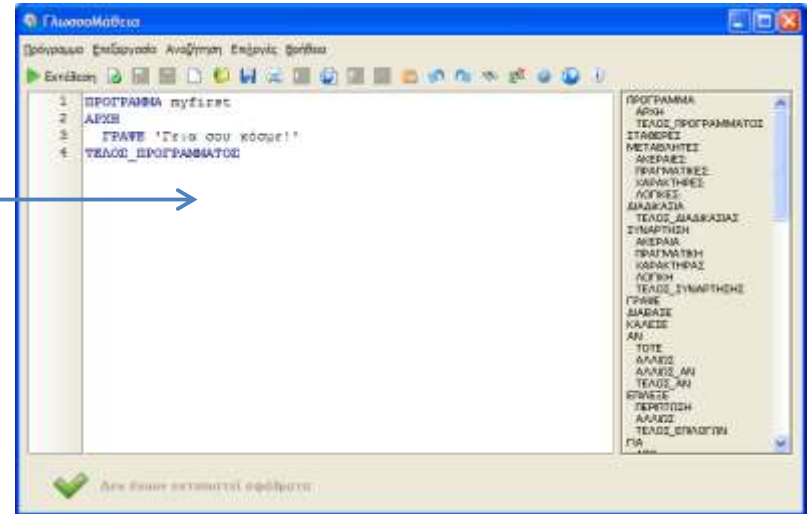 ΓλωσσοΜάθεια
Πρόγραμμα Επεξεργασία Αναζήτηση Επιλογές Βοήθεια
Εκτέλεση
1 ΠΡΟΓΡΑΜΜΑ myfirst
2 ΑΡΧΗ
3 ΓΡΑΨΕ 'Γεια σου κόσμε!'
4 ΤΕΛΟΣ_ΠΡΟΓΡΑΜΜΑΤΟΣ
ΠΡΟΓΡΑΜΜΑ
ΑΡΧΗ
ΤΕΛΟΣ_ΠΡΟΓΡΑΜΜΑΤΟΣ
ΣΤΑΘΕΡΕΣ
ΜΕΤΑΒΛΗΤΕΣ
ΑΚΕΡΑΙΕΣ:
ΠΡΑΓΜΑΤΙΚΕΣ:
ΧΑΡΑΚΤΗΡΕΣ:
ΛΟΓΙΚΕΣ:
ΔΙΑΔΙΚΑΣΙΑ
ΤΕΛΟΣ_ΔΙΑΔΙΚΑΣΙΑΣ
ΣΥΝΑΡΤΗΣΗ
ΑΚΕΡΑΙΑ
ΠΡΑΓΜΑΤΙΚΗ
ΧΑΡΑΚΤΗΡΑΣ
ΛΟΓΙΚΗ
ΤΕΛΟΣ_ΣΥΝΑΡΤΗΣΗΣ
ΓΡΑΨΕ
ΔΙΑΒΑΣΕ
ΚΑΛΕΣΕ
ΑΝ
ΤΟΤΕ
ΑΛΛΙΩΣ
ΑΛΛΙΩΣ_ΑΝ
ΤΕΛΟΣ_ΑΝ
ΕΠΙΛΕΞΕ
ΠΕΡΙΠΤΩΣΗ
ΑΛΛΙΩΣ
ΤΕΛΟΣ_ΕΠΙΛΟΓΩΝ
ΓΙΑ
ΑΠΟ
Δεν έχουν εντοπιστεί σφάλματα